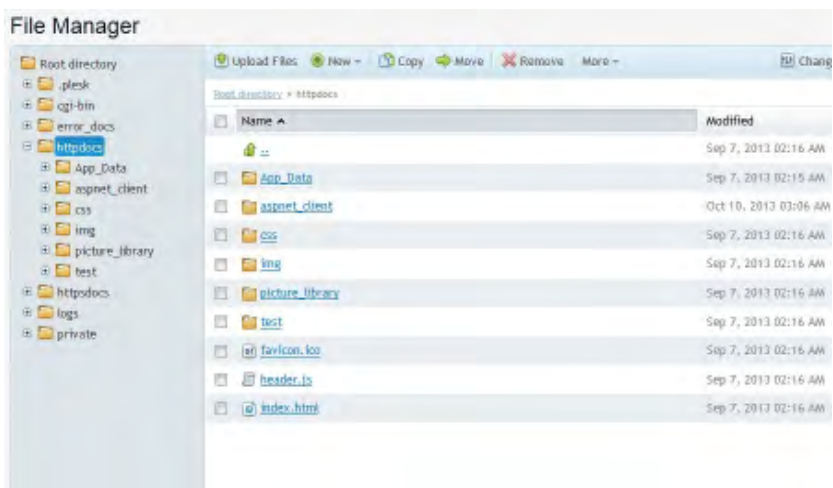 File Manager
Root directory
.plesk
cgi-bin
error_docs
httpdocs
App_Data
aspnet_client
css
img
picture_library
test
httpsdocs
logs
private
Upload Files New Copy Move Remove More Chang
Root directory > httpdocs
Name Modified
.. Sep 7, 2013 02:16 AM
App_Data Sep 7, 2013 02:15 AM
aspnet_client Oct 10, 2013 03:06 AM
css Sep 7, 2013 02:16 AM
img Sep 7, 2013 02:16 AM
picture_library Sep 7, 2013 02:16 AM
test Sep 7, 2013 02:16 AM
favicon.ico Sep 7, 2013 02:16 AM
header.js Sep 7, 2013 02:16 AM
index.html Sep 7, 2013 02:16 AM